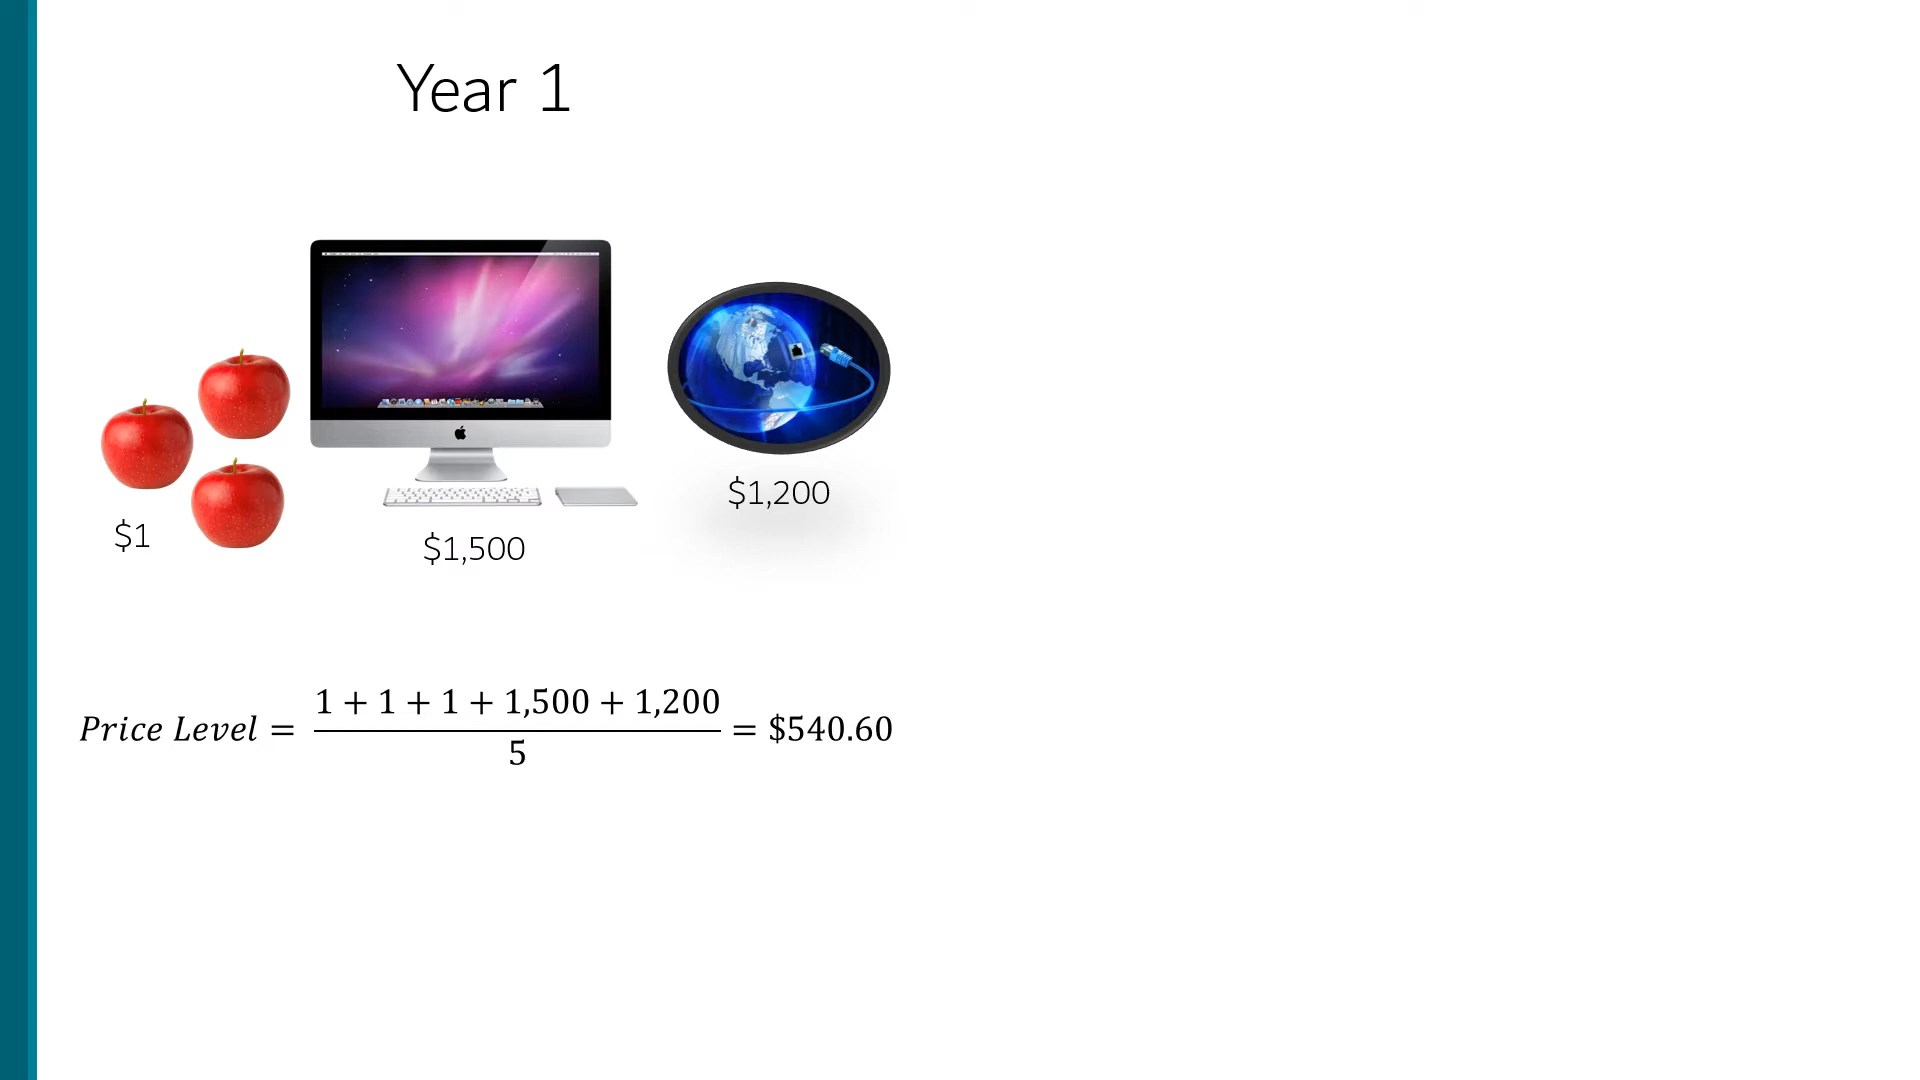 Year 1
$1
$1,500
$1,200
Price Level = (1 + 1 + 1 + 1,500 + 1,200) / 5 = $540.60